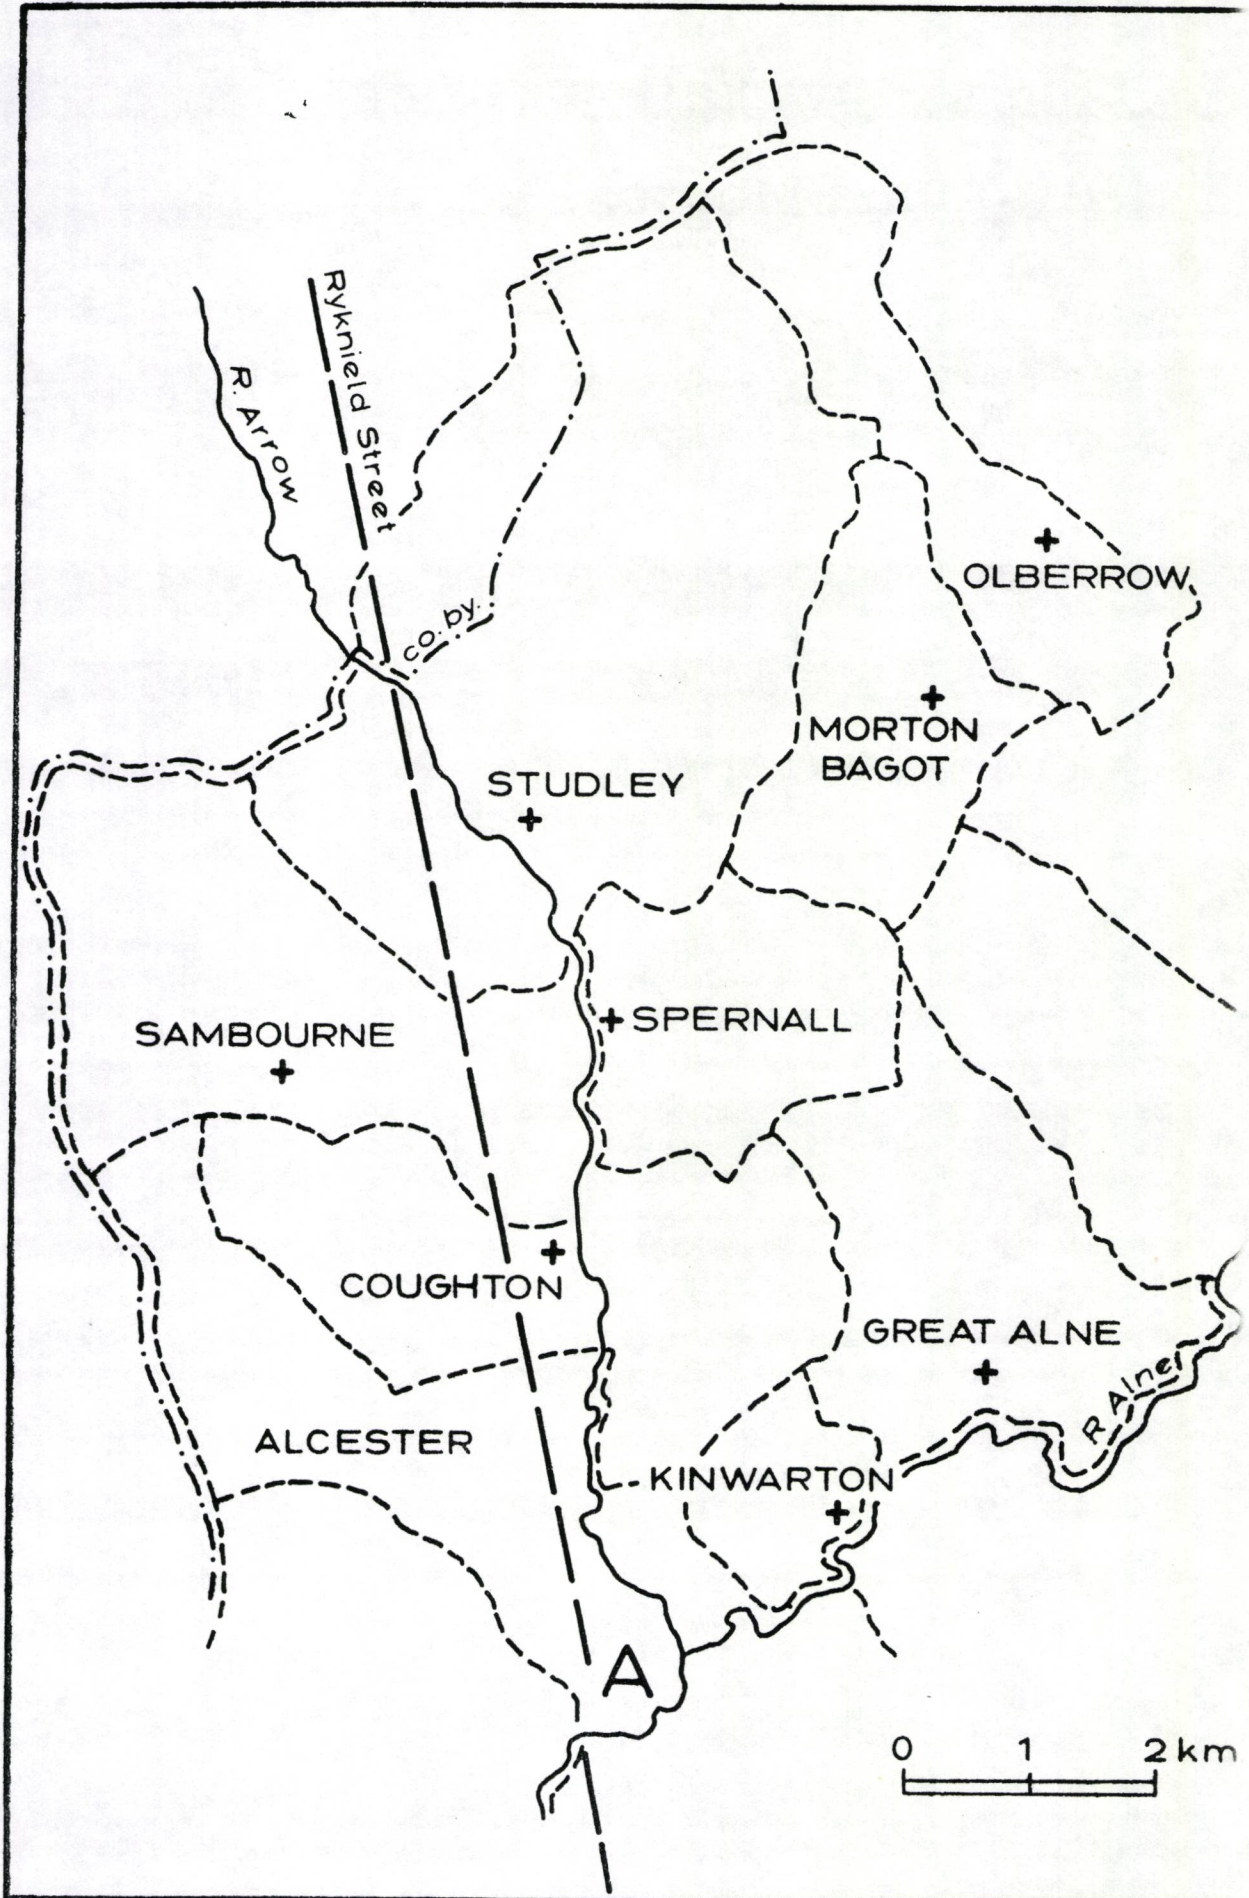 Ryknield Street
R. Arrow
co. by.
OLBERROW
MORTON
BAGOT
STUDLEY
SPERNALL
SAMBOURNE
COUGHTON
GREAT ALNE
R. Alne
ALCESTER
KINWARTON
A
0 1 2 km